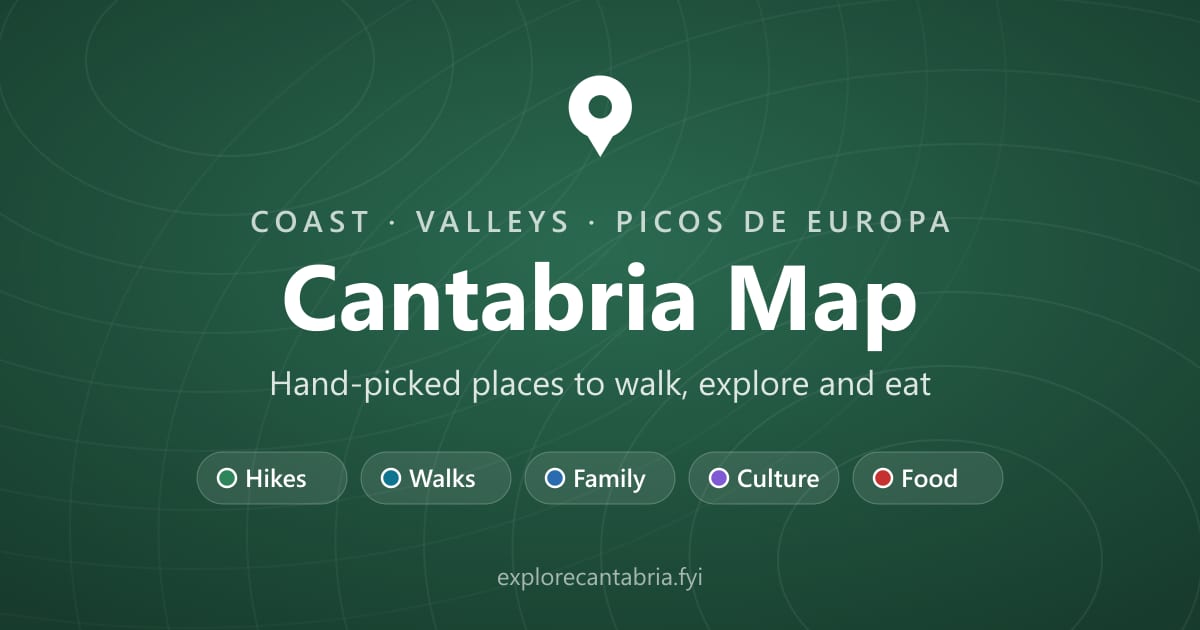 COAST · VALLEYS · PICOS DE EUROPA
Cantabria Map
Hand-picked places to walk, explore and eat
Hikes Walks Family Culture Food
explorecantabria.fyi